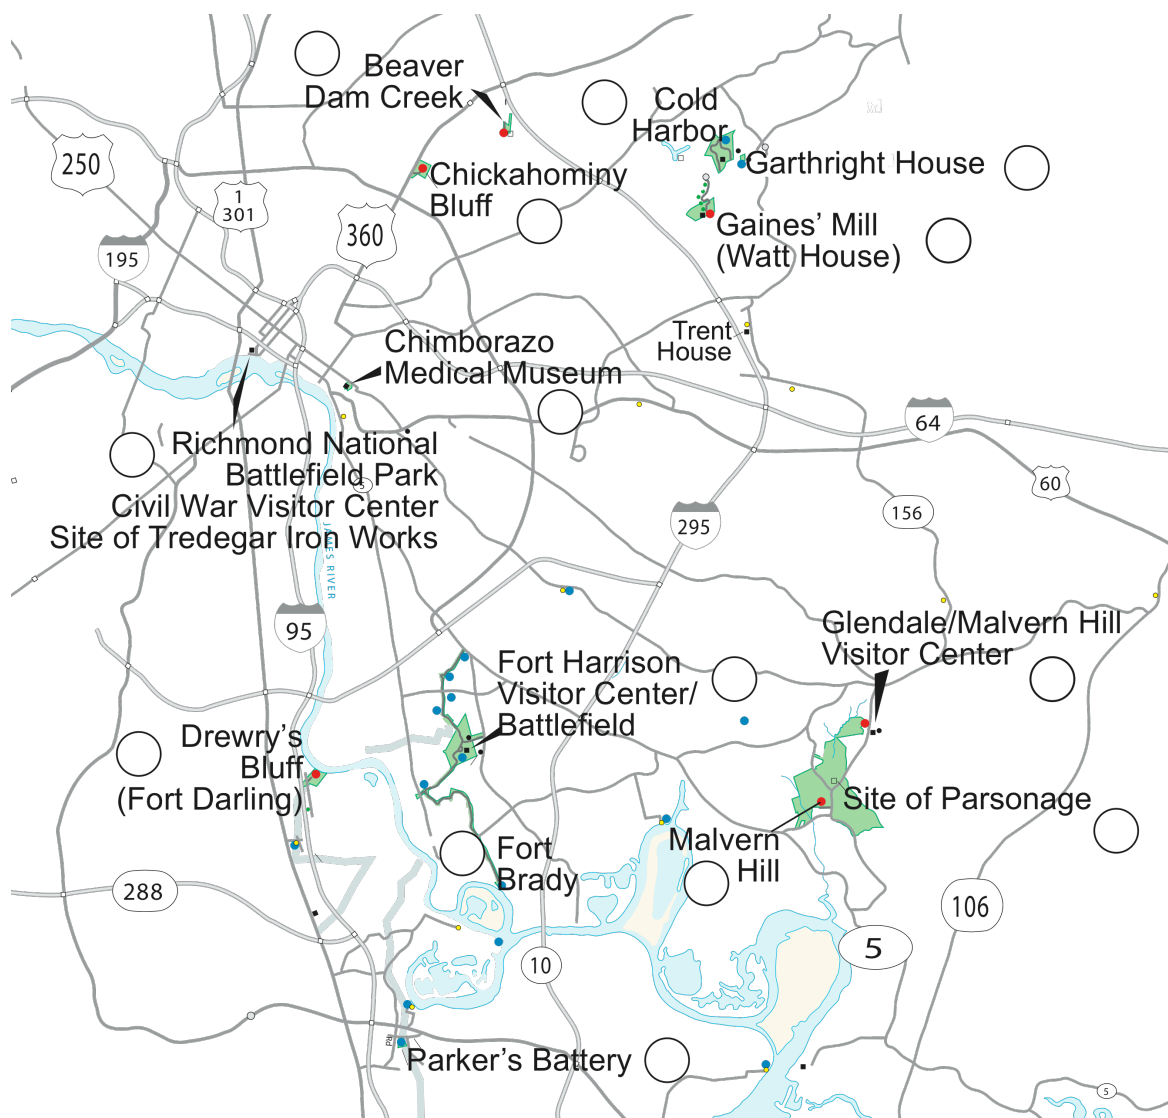 Beaver
Dam Creek
Cold
Harbor
250
Garthright House
Chickahominy
Bluff
1
301
360
Gaines' Mill
(Watt House)
195
Trent
House
Chimborazo
Medical Museum
64
Richmond National
Battlefield Park
Civil War Visitor Center
Site of Tredegar Iron Works
5
60
156
295
JAMES RIVER
95
Glendale/Malvern Hill
Visitor Center
Fort Harrison
Visitor Center/
Battlefield
Drewry's
Bluff
(Fort Darling)
Site of Parsonage
Malvern
Hill
Fort
Brady
288
106
5
10
Rd
Parker's Battery
5